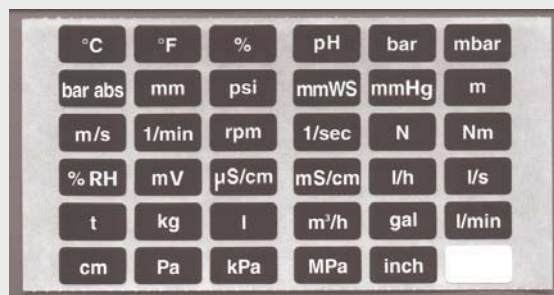 °C °F % pH bar mbar
bar abs mm psi mmWS mmHg m
m/s 1/min rpm 1/sec N Nm
% RH mV µS/cm mS/cm l/h l/s
t kg l m³/h gal l/min
cm Pa kPa MPa inch